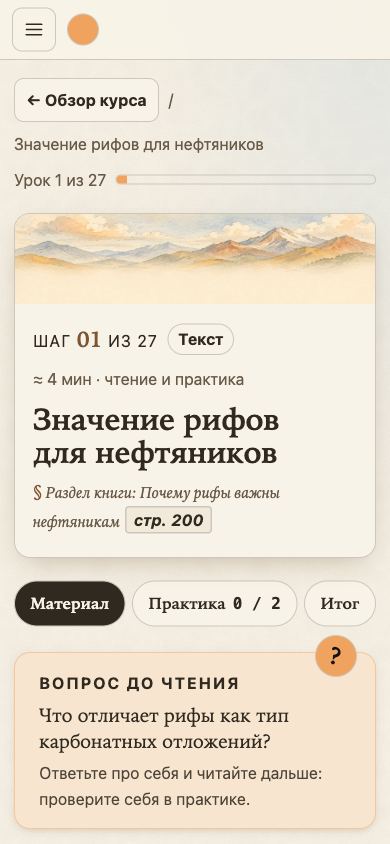 ← Обзор курса /
Значение рифов для нефтяников
Урок 1 из 27
ШАГ 01 ИЗ 27 Текст
≈ 4 мин · чтение и практика
Значение рифов
для нефтяников
§ Раздел книги: Почему рифы важны
нефтяникам стр. 200
Материал Практика 0 / 2 Итог
?
ВОПРОС ДО ЧТЕНИЯ
Что отличает рифы как тип
карбонатных отложений?
Ответьте про себя и читайте дальше:
проверьте себя в практике.